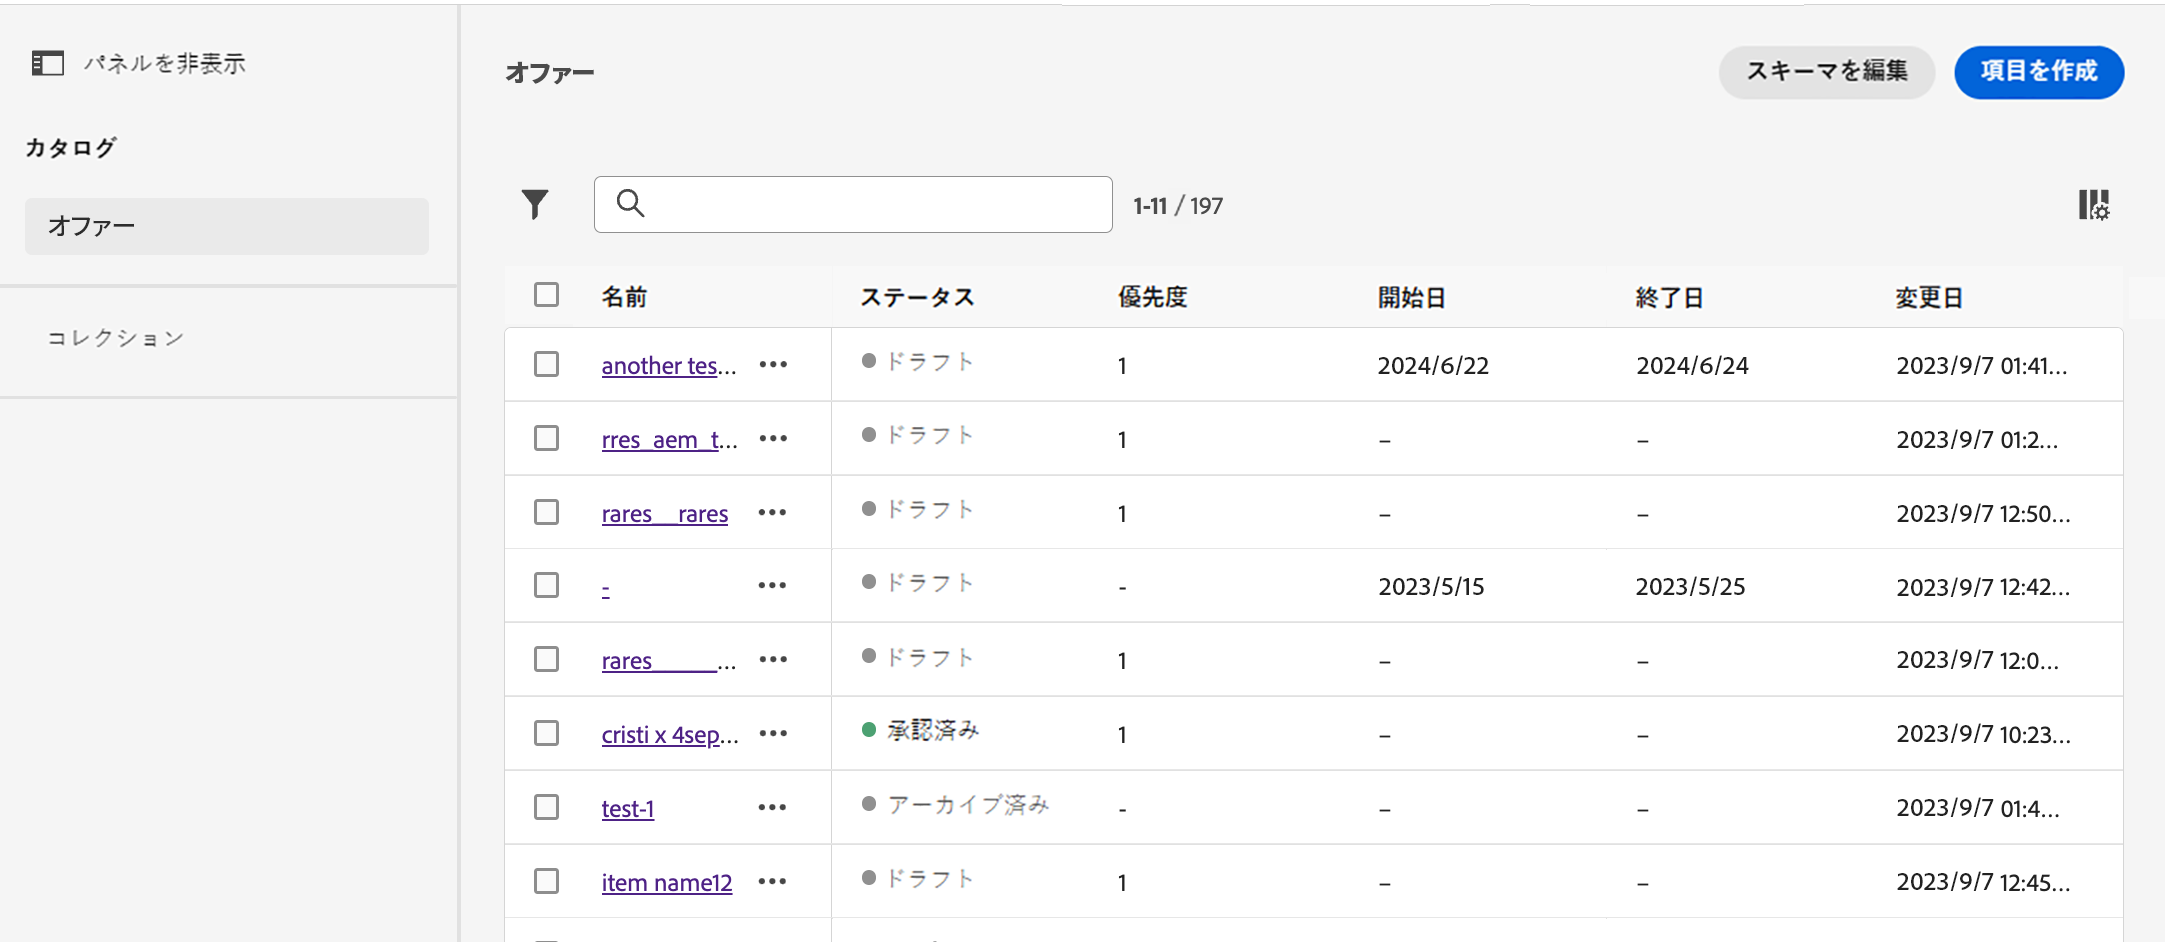 パネルを非表示
カタログ
オファー
コレクション
オファー
スキーマを編集
項目を作成
1-11 / 197
名前 ステータス 優先度 開始日 終了日 変更日
another tes... ドラフト 1 2024/6/22 2024/6/24 2023/9/7 01:41...
rres_aem_t... ドラフト 1 – – 2023/9/7 01:2...
rares__rares ドラフト 1 – – 2023/9/7 12:50...
- ドラフト - 2023/5/15 2023/5/25 2023/9/7 12:42...
rares_____... ドラフト 1 – – 2023/9/7 12:0...
cristi x 4sep... 承認済み 1 – – 2023/9/7 10:23...
test-1 アーカイブ済み - – – 2023/9/7 01:4...
item name12 ドラフト 1 – – 2023/9/7 12:45...